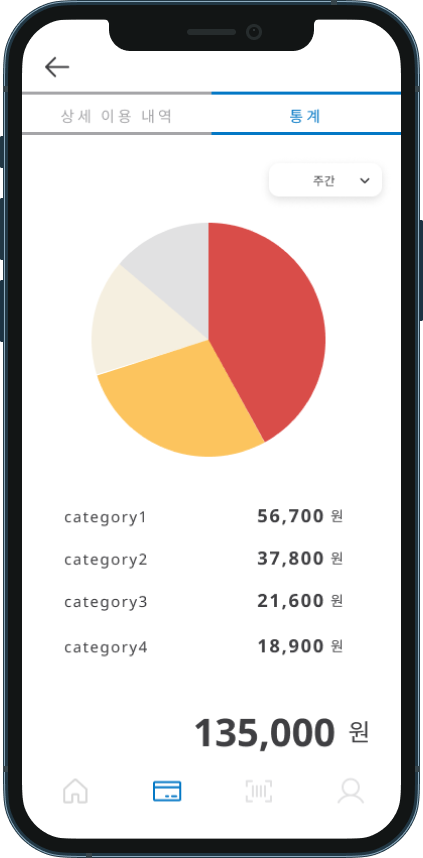 상세 이용 내역 통계
주간
category1 56,700 원
category2 37,800 원
category3 21,600 원
category4 18,900 원
135,000 원